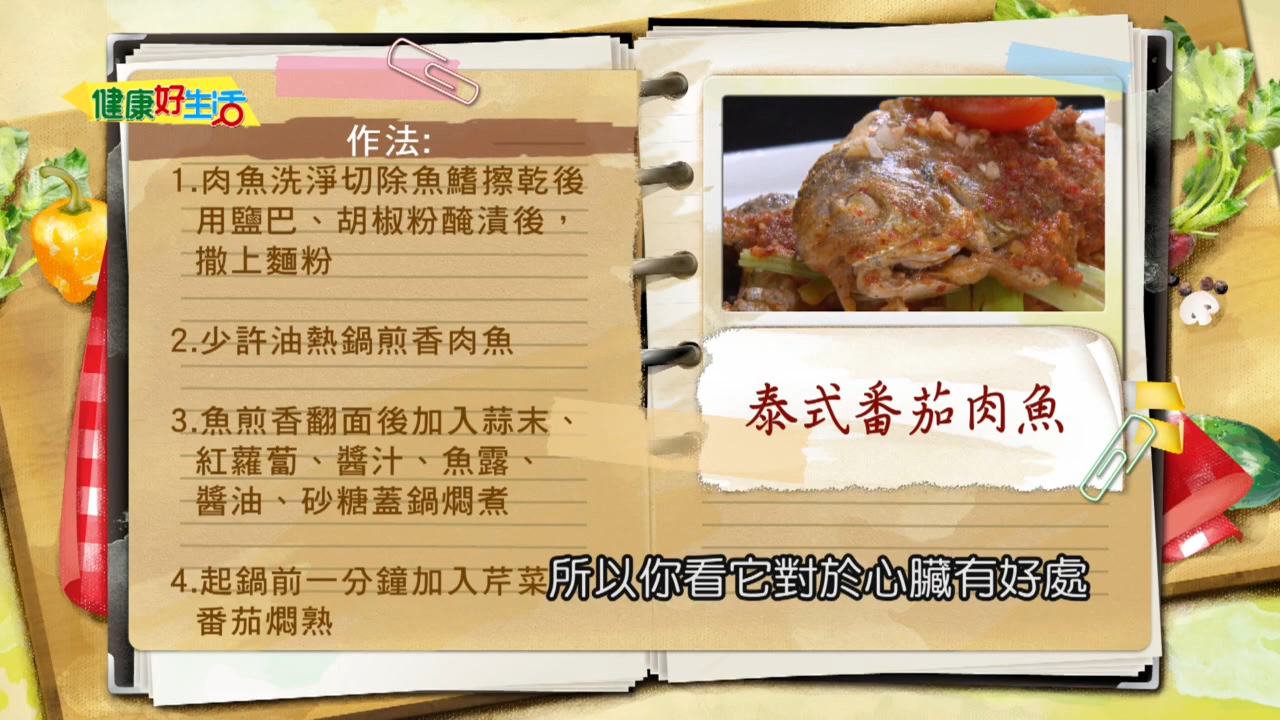 健康好生活
作法:
1.肉魚洗淨切除魚鰭擦乾後
用鹽巴、胡椒粉醃漬後，
撒上麵粉
2.少許油熱鍋煎香肉魚
3.魚煎香翻面後加入蒜末、
紅蘿蔔、醬汁、魚露、
醬油、砂糖蓋鍋燜煮
4.起鍋前一分鐘加入芹菜
番茄燜熟
泰式番茄肉魚
所以你看它對於心臟有好處